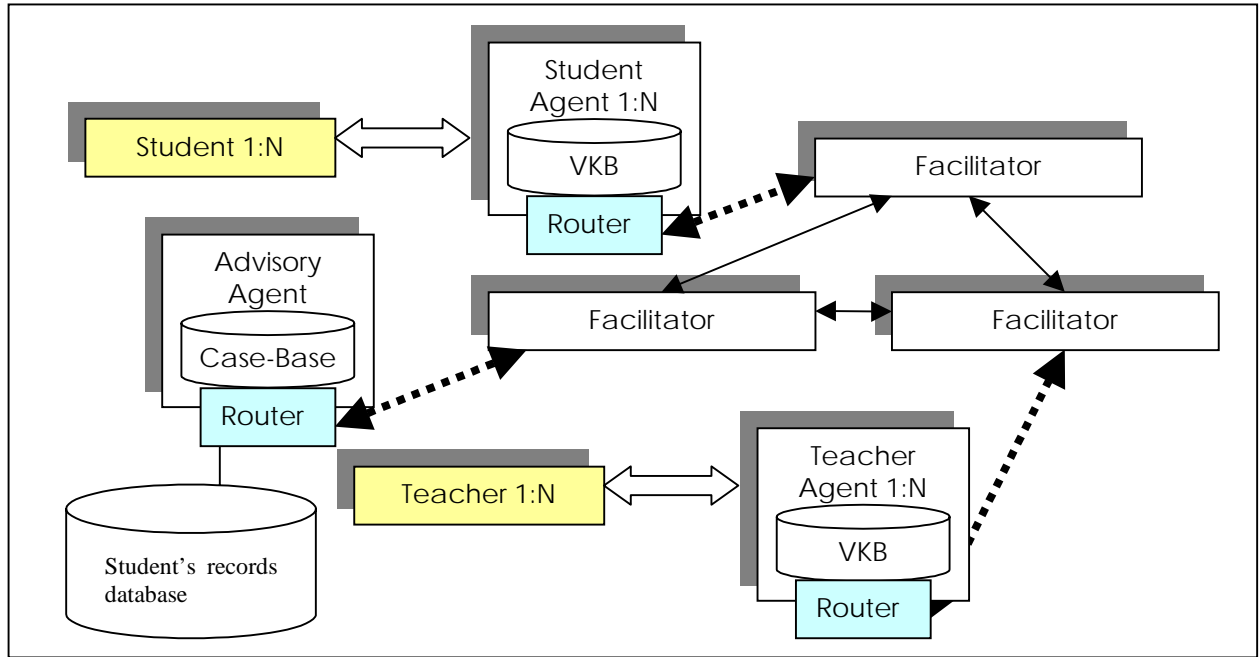 Student
Agent 1:N
VKB
Router
Student 1:N
Facilitator
Advisory
Agent
Case-Base
Router
Facilitator
Facilitator
Teacher 1:N
Teacher
Agent 1:N
VKB
Router
Student's records
database